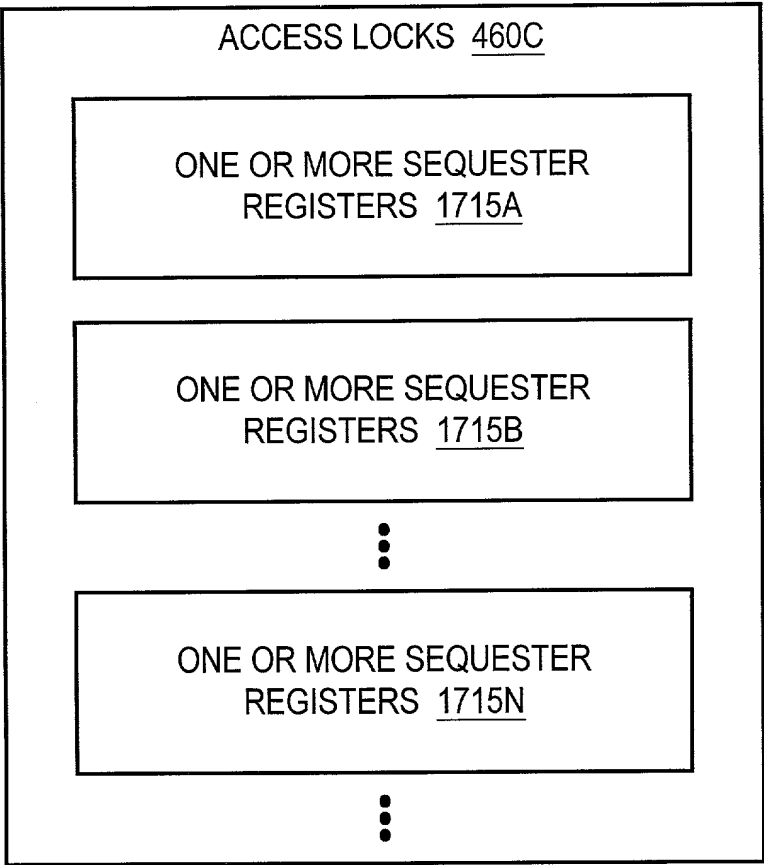 ACCESS LOCKS 460C
ONE OR MORE SEQUESTER
REGISTERS 1715A
ONE OR MORE SEQUESTER
REGISTERS 1715B
ONE OR MORE SEQUESTER
REGISTERS 1715N